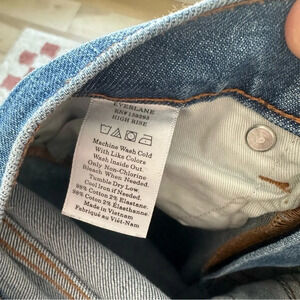 EVERLANE
RN#138293
HIGH RISE
Machine Wash Cold
With Like Colors
Wash Inside Out.
Only Non-Chlorine
Bleach When Needed.
Tumble Dry Low.
Cool Iron if Needed.
98% Cotton 2% Elastane.
98% Coton 2% Élasthanne.
Made in Vietnam
Fabriqué au Viêt-Nam